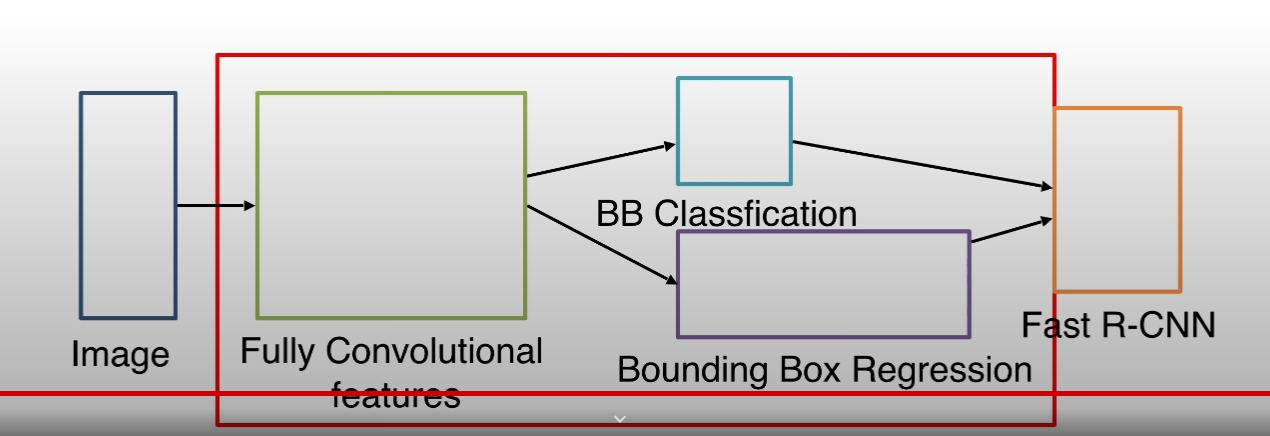 Image
Fully Convolutional
features
BB Classfication
Bounding Box Regression
Fast R-CNN